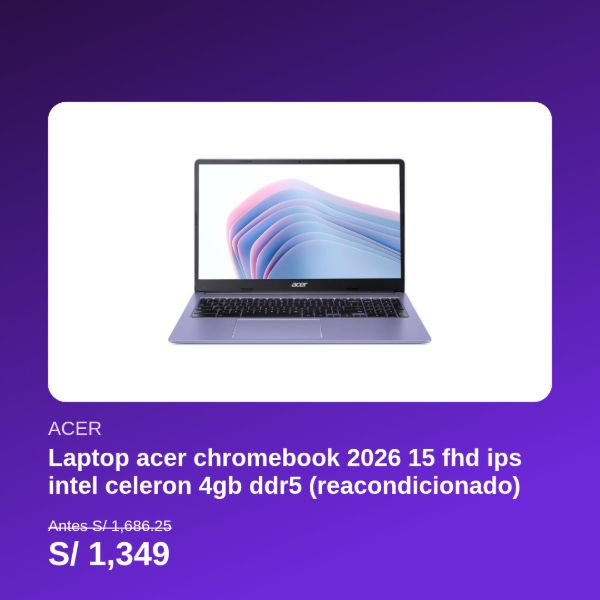 acer
ACER
Laptop acer chromebook 2026 15 fhd ips
intel celeron 4gb ddr5 (reacondicionado)
Antes S/ 1,686.25
S/ 1,349